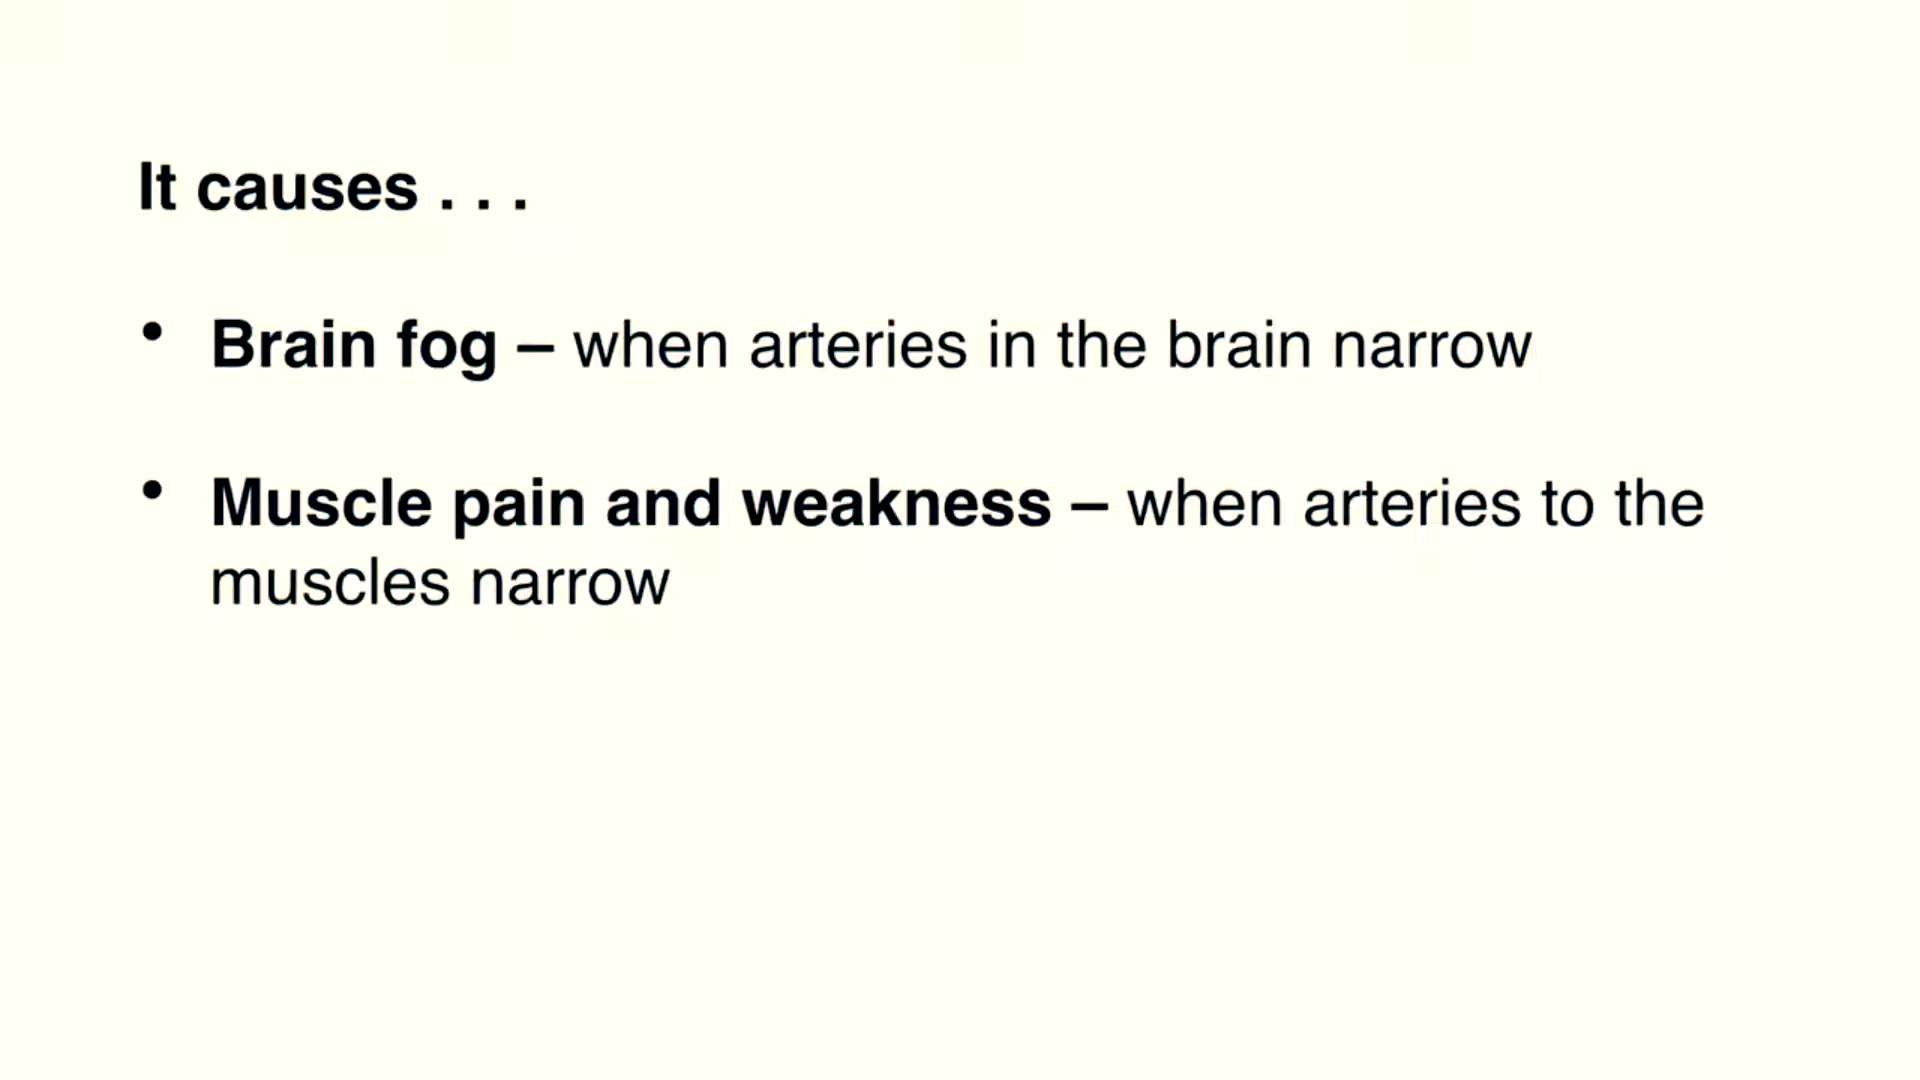 It causes . . .
• Brain fog – when arteries in the brain narrow
• Muscle pain and weakness – when arteries to the
muscles narrow